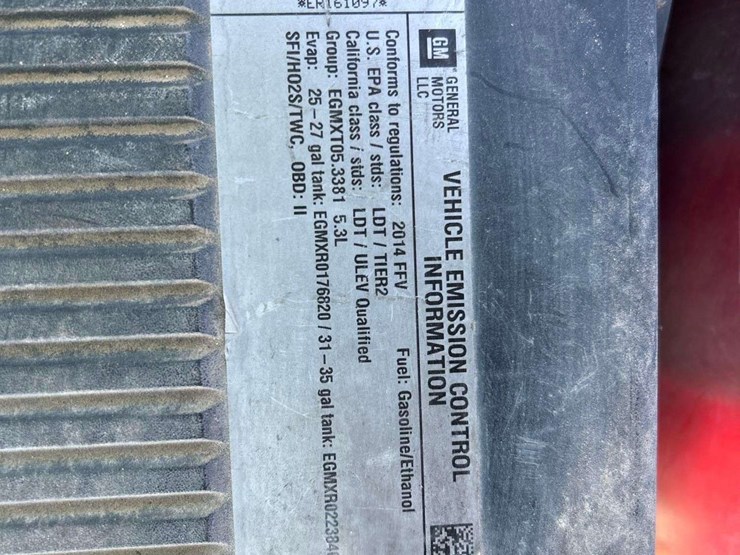 GM
GENERAL
MOTORS
LLC
VEHICLE EMISSION CONTROL
INFORMATION
Conforms to regulations: 2014 FFV Fuel: Gasoline/Ethanol
U.S. EPA class / stds: LDT / TIER2
California class / stds: LDT / ULEV Qualified
Group: EGMXT05.3381 5.3L
Evap: 25 – 27 gal tank: EGMXR0176820 / 31 – 35 gal tank:
SFI/HO2S/TWC, OBD: II